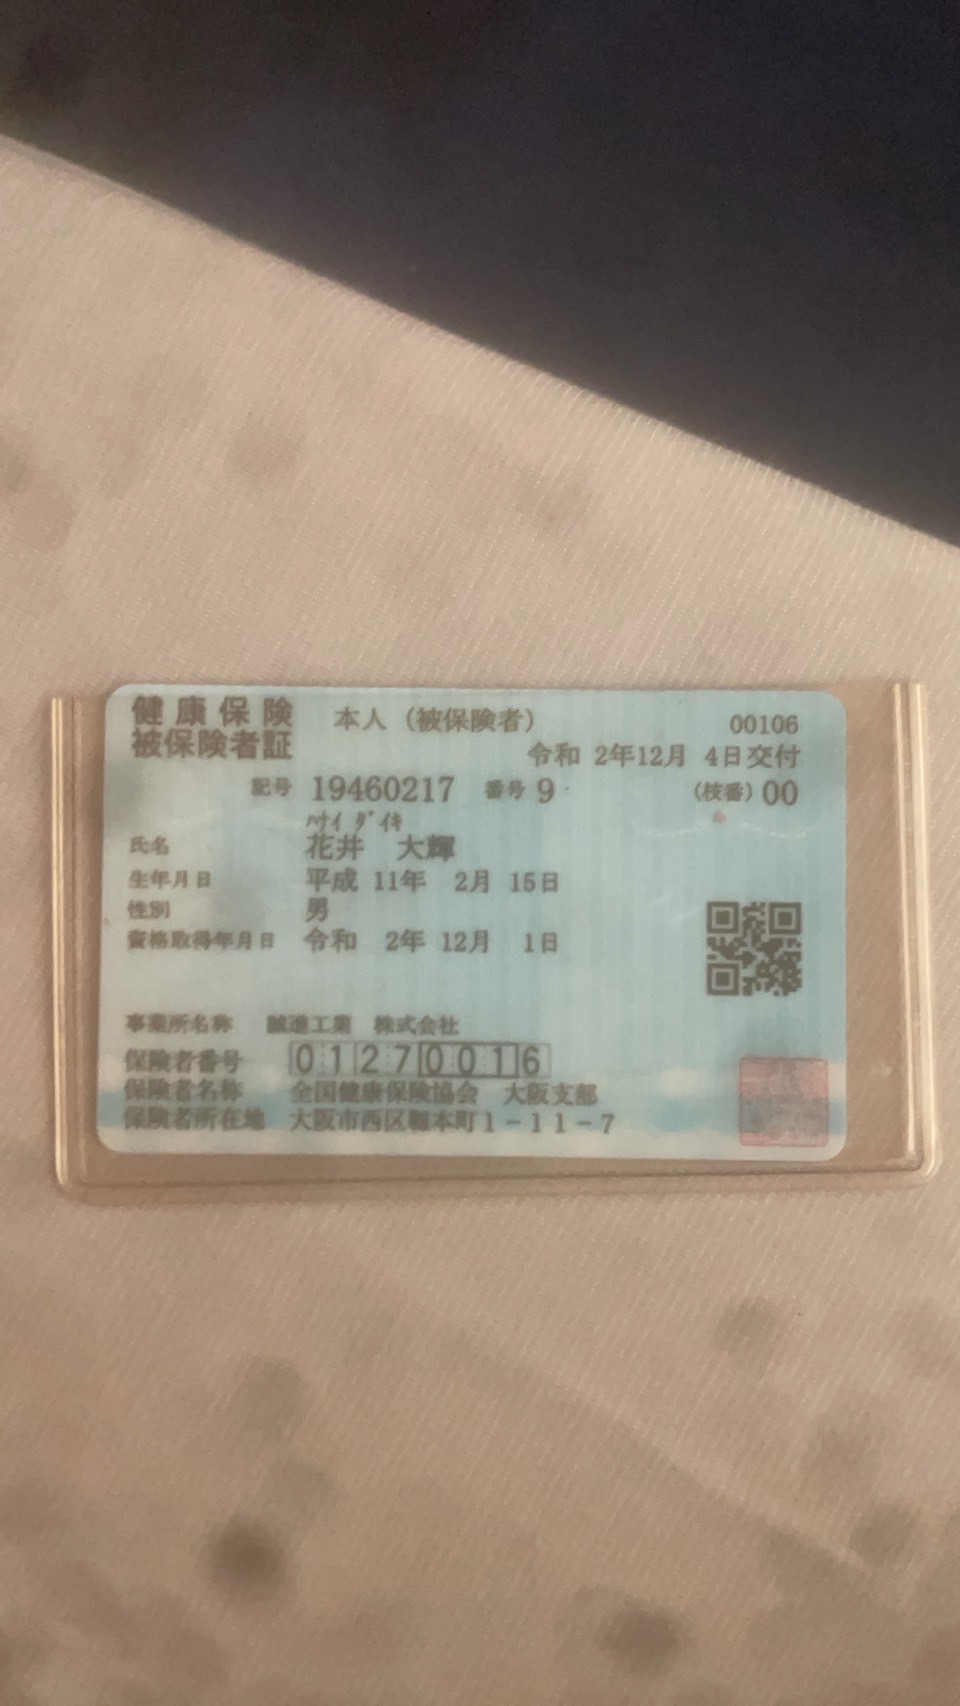 健康保険
被保険者証
本人（被保険者）
00106
令和 2年12月 4日交付
記号 19460217 番号 9 （枝番）00
ﾊﾅｲ ﾀﾞｲｷ
氏名 花井 大輝
生年月日 平成 11年 2月 15日
性別 男
資格取得年月日 令和 2年 12月 1日
事業所名称 工業 株式会社
保険者番号 01270016
保険者名称 全国健康保険協会 大阪支部
保険者所在地 大阪市西区靱本町1－11－7